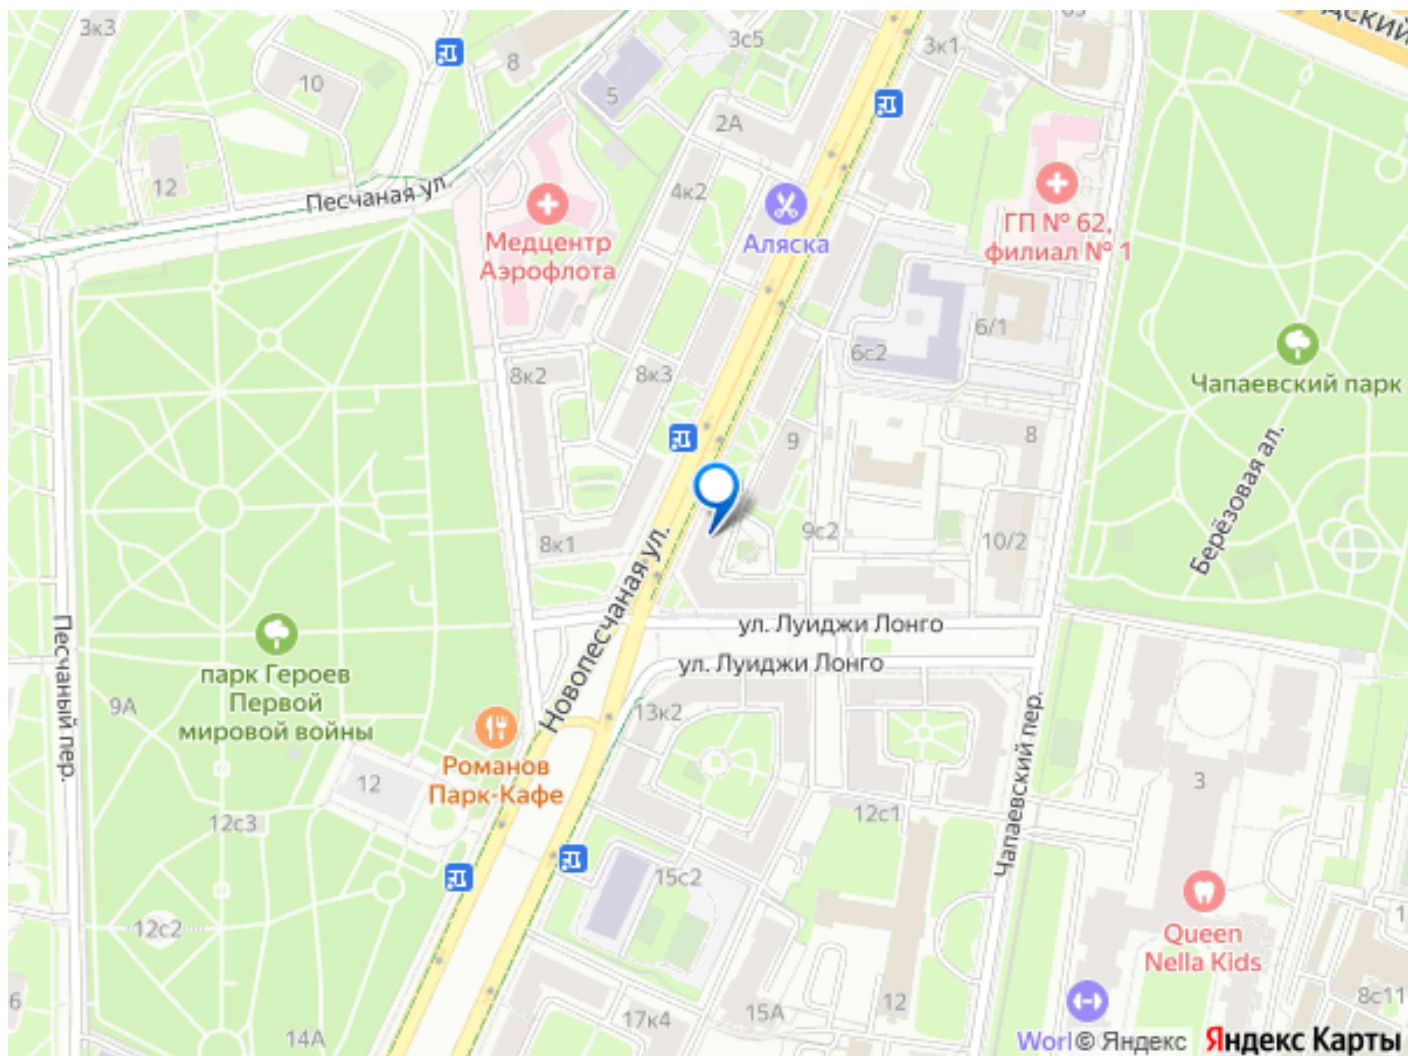 3к3
3с5
3к1
8
10
5
2А
12
Песчаная ул.
4к2
Медцентр
Аэрофлота
Аляска
ГП № 62,
филиал № 1
6/1
6с2
8к2
8к3
Чапаевский парк
9
8
Берёзовая ал.
8к1
9с2
10/2
Новопесчаная ул.
ул. Луиджи Лонго
ул. Луиджи Лонго
Песчаный пер.
парк Героев
Первой
мировой войны
9А
13к2
Романов
Парк-Кафе
12
12с3
12с1
Чапаевский пер.
3
15с2
12с2
Queen
Nella Kids
6
14А
17к4
15А
12
8с11
Worl
© Яндекс
Яндекс Карты